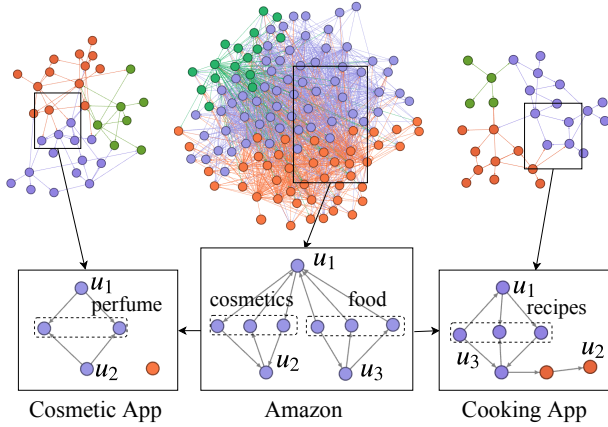 u1
perfume
u2
u1
cosmetics
food
u2
u3
u1
recipes
u3
u2
Cosmetic App
Amazon
Cooking App